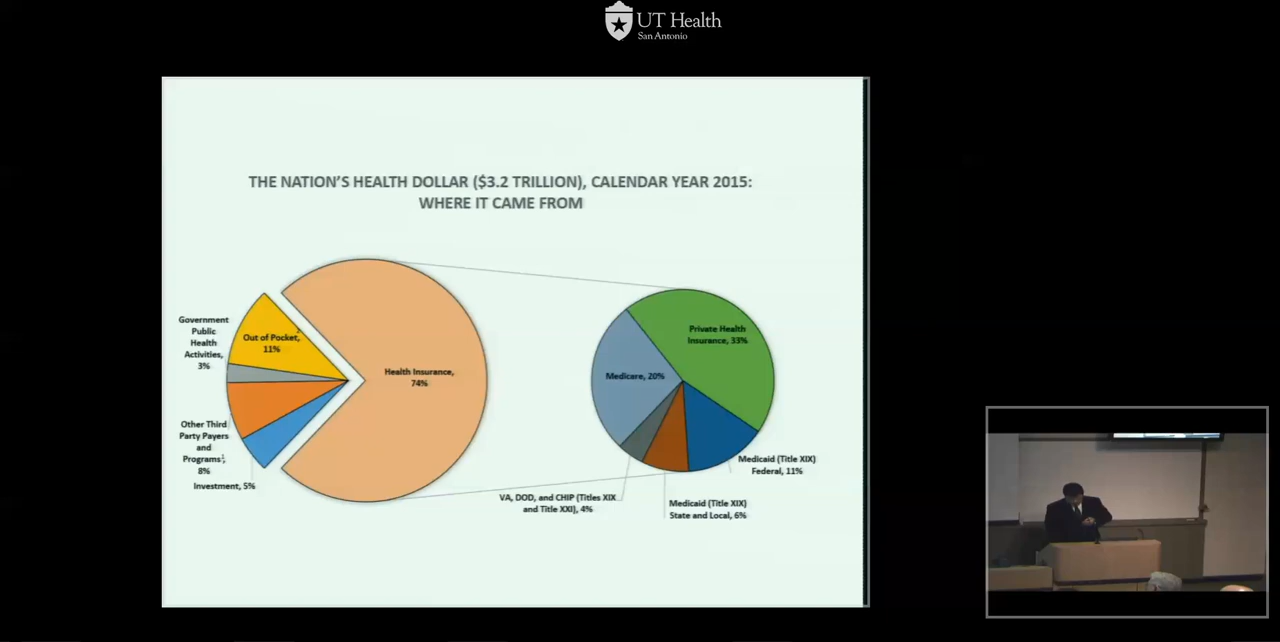 UT Health
San Antonio
THE NATION'S HEALTH DOLLAR ($3.2 TRILLION), CALENDAR YEAR 2015:
WHERE IT CAME FROM
Government
Public
Health
Activities,
3%
Out of Pocket,
11%
Other Third
Party Payers
and
Programs¹,
8%
Investment, 5%
Health Insurance,
74%
Private Health
Insurance, 33%
Medicare, 20%
Medicaid (Title XIX)
Federal, 11%
VA, DOD, and CHIP (Titles XIX
and Title XXI), 4%
Medicaid (Title XIX)
State and Local, 6%